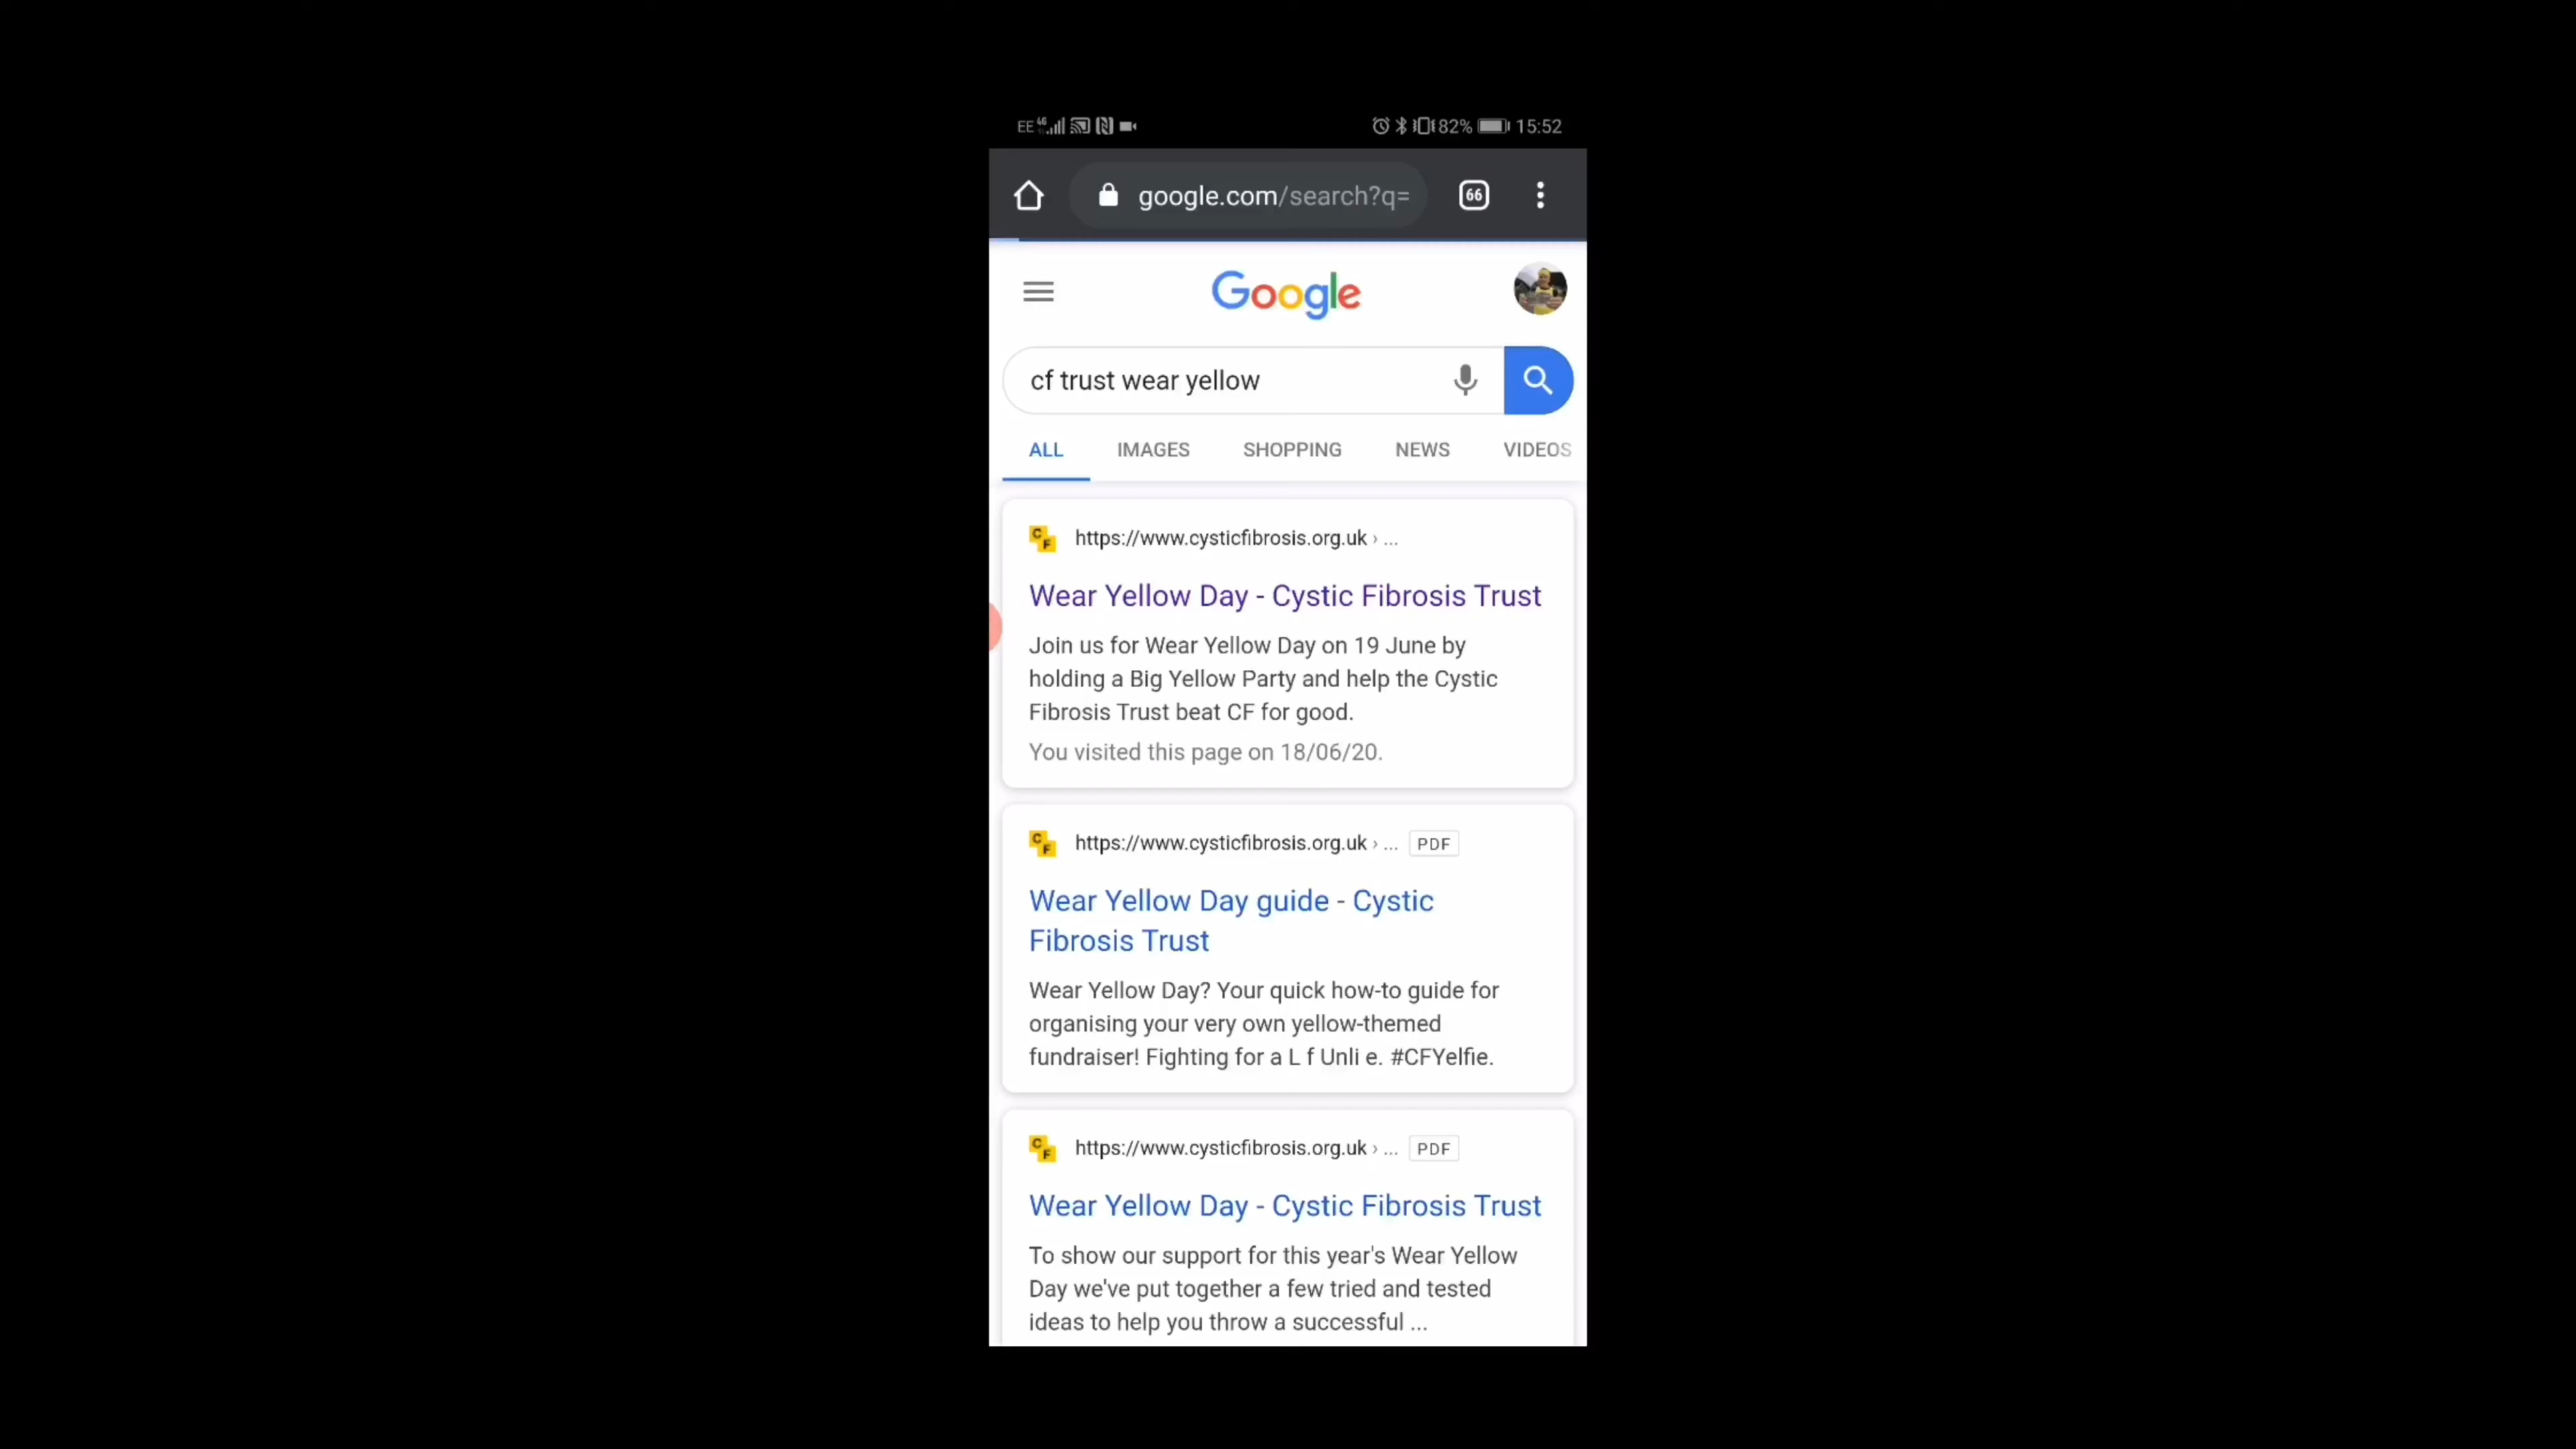 EE 4G 82% 15:52
google.com/search?q= 66
Google
cf trust wear yellow
ALL IMAGES SHOPPING NEWS VIDEOS
CF https://www.cysticfibrosis.org.uk › ...
Wear Yellow Day - Cystic Fibrosis Trust
Join us for Wear Yellow Day on 19 June by
holding a Big Yellow Party and help the Cystic
Fibrosis Trust beat CF for good.
You visited this page on 18/06/20.
CF https://www.cysticfibrosis.org.uk › ... PDF
Wear Yellow Day guide - Cystic
Fibrosis Trust
Wear Yellow Day? Your quick how-to guide for
organising your very own yellow-themed
fundraiser! Fighting for a L f Unli e. #CFYelfie.
CF https://www.cysticfibrosis.org.uk › ... PDF
Wear Yellow Day - Cystic Fibrosis Trust
To show our support for this year's Wear Yellow
Day we've put together a few tried and tested
ideas to help you throw a successful ...